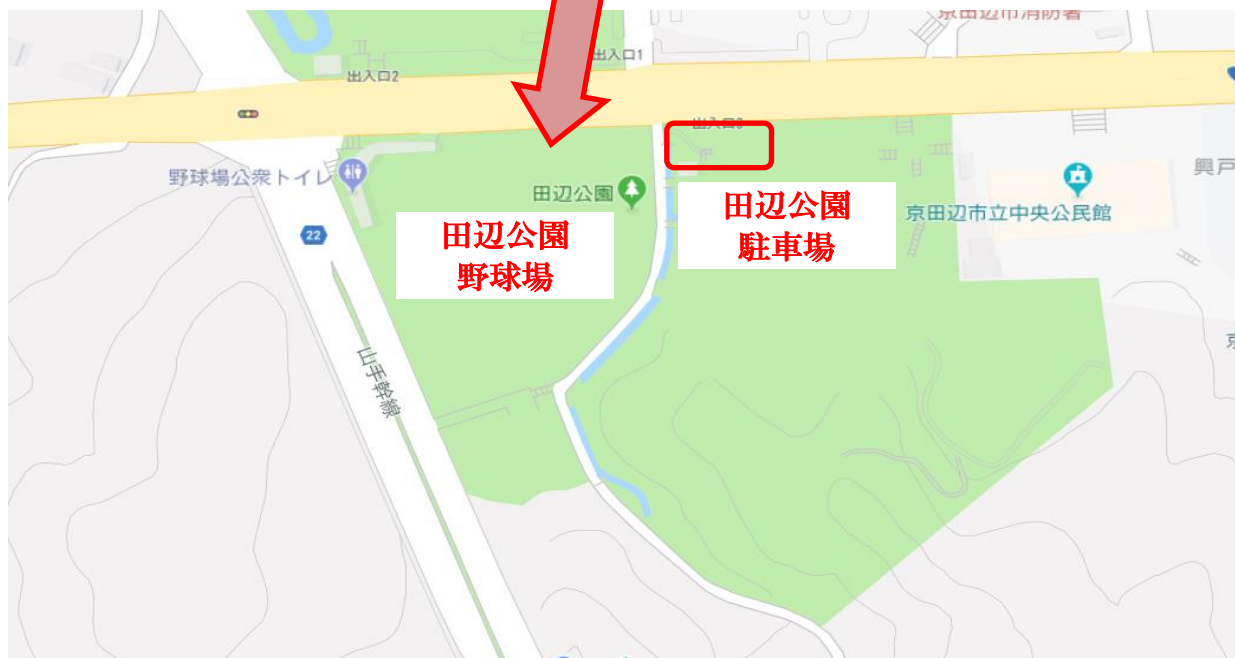 京田辺市消防署
出入口1
出入口2
出入口3
野球場公衆トイレ
田辺公園
田辺公園
駐車場
興戸
京田辺市立中央公民館
22
田辺公園
野球場
山手幹線